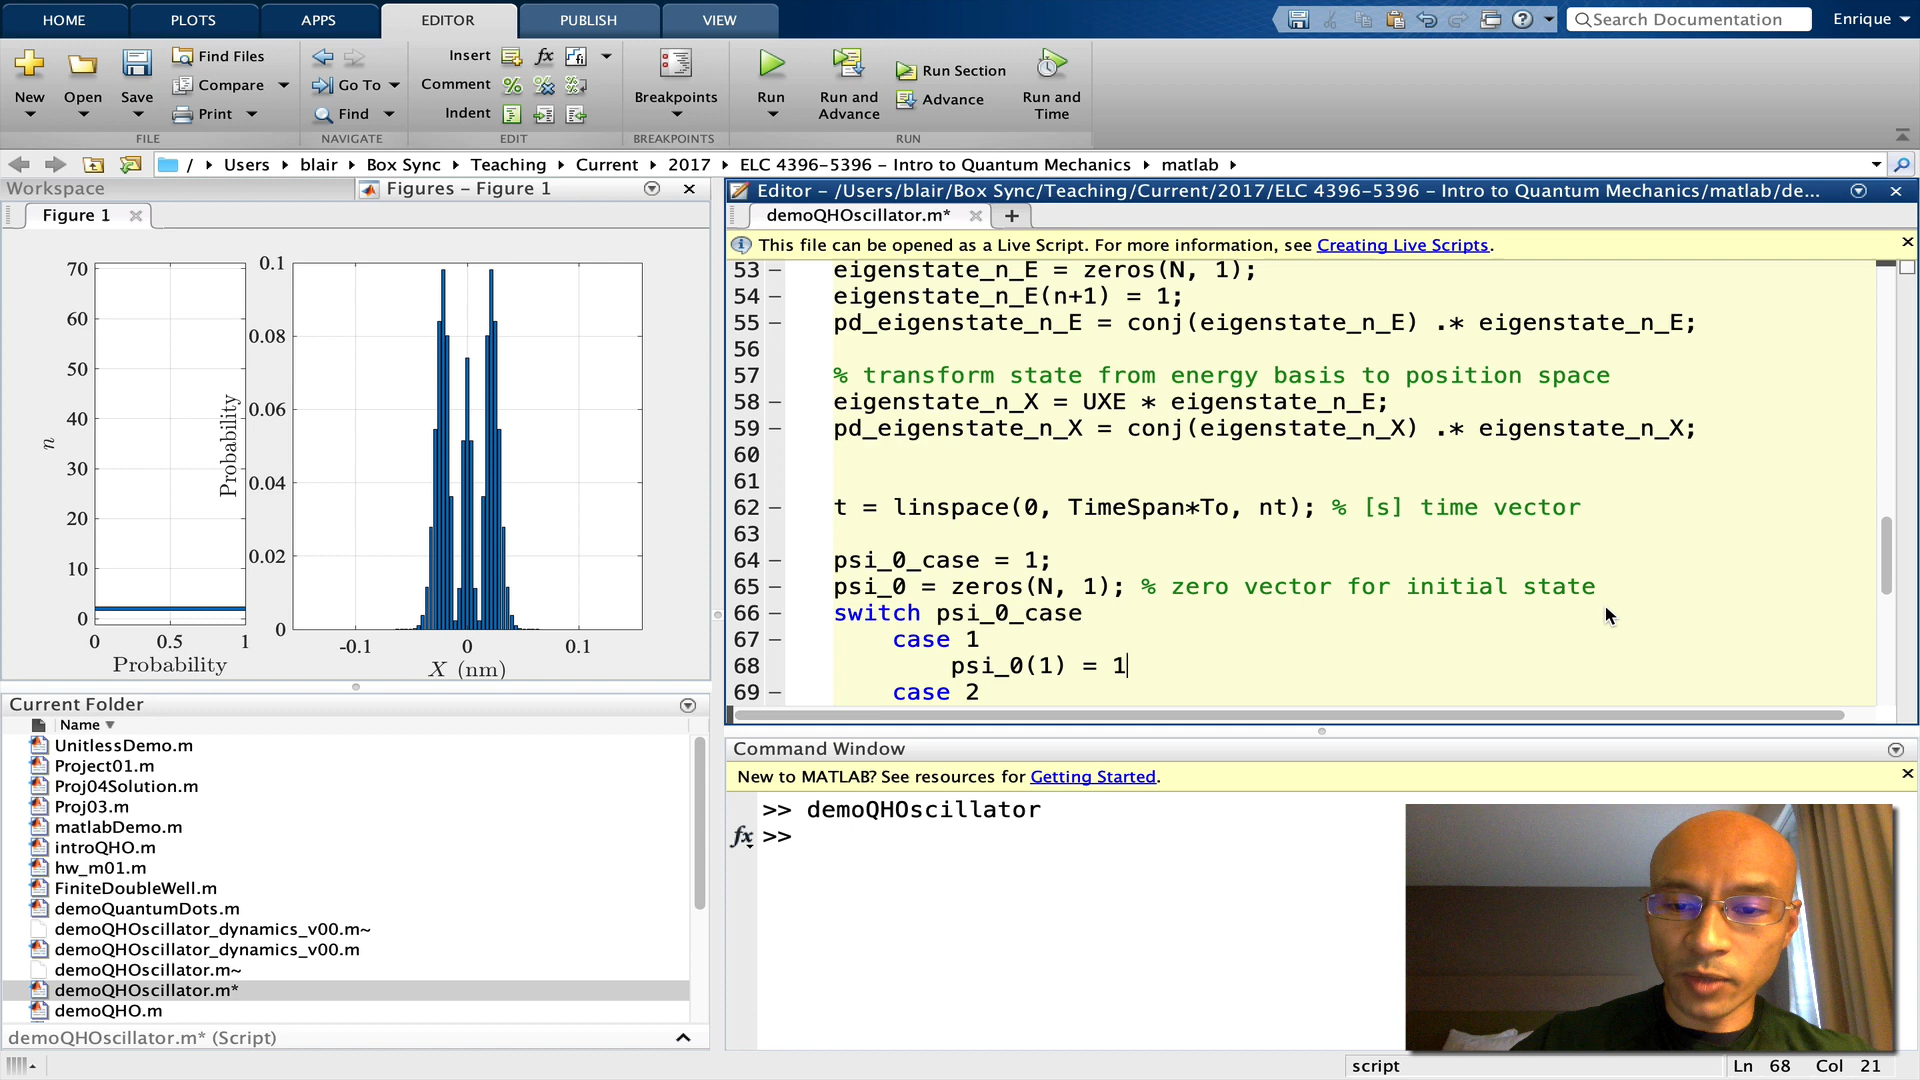 HOME PLOTS APPS EDITOR PUBLISH VIEW Search Documentation Enrique
New Open Save Find Files Compare Print Go To Find Insert fx Comment Indent Breakpoints Run Run and Advance Run Section Advance Run and Time
FILE NAVIGATE EDIT BREAKPOINTS RUN
/ Users blair Box Sync Teaching Current 2017 ELC 4396-5396 - Intro to Quantum Mechanics matlab
Workspace Figures - Figure 1
Figure 1
70
60
50
40
30
20
10
0
n
0 0.5 1
Probability
0.1
0.08
0.06
0.04
0.02
0
Probability
-0.1 0 0.1
X (nm)
Current Folder
Name
UnitlessDemo.m
Project01.m
Proj04Solution.m
Proj03.m
matlabDemo.m
introQHO.m
hw_m01.m
FiniteDoubleWell.m
demoQuantumDots.m
demoQHOscillator_dynamics_v00.m~
demoQHOscillator_dynamics_v00.m
demoQHOscillator.m~
demoQHOscillator.m*
demoQHO.m
demoQHOscillator.m* (Script)
Editor - /Users/blair/Box Sync/Teaching/Current/2017/ELC 4396-5396 - Intro to Quantum Mechanics/matlab/de...
demoQHOscillator.m*
This file can be opened as a Live Script. For more information, see Creating Live Scripts.
53 - eigenstate_n_E = zeros(N, 1);
54 - eigenstate_n_E(n+1) = 1;
55 - pd_eigenstate_n_E = conj(eigenstate_n_E) .* eigenstate_n_E;
56
57 % transform state from energy basis to position space
58 - eigenstate_n_X = UXE * eigenstate_n_E;
59 - pd_eigenstate_n_X = conj(eigenstate_n_X) .* eigenstate_n_X;
60
61
62 - t = linspace(0, TimeSpan*To, nt); % [s] time vector
63
64 - psi_0_case = 1;
65 - psi_0 = zeros(N, 1); % zero vector for initial state
66 - switch psi_0_case
67 - case 1
68 psi_0(1) = 1
69 - case 2
Command Window
New to MATLAB? See resources for Getting Started.
>> demoQHOscillator
fx >>
script Ln 68 Col 21